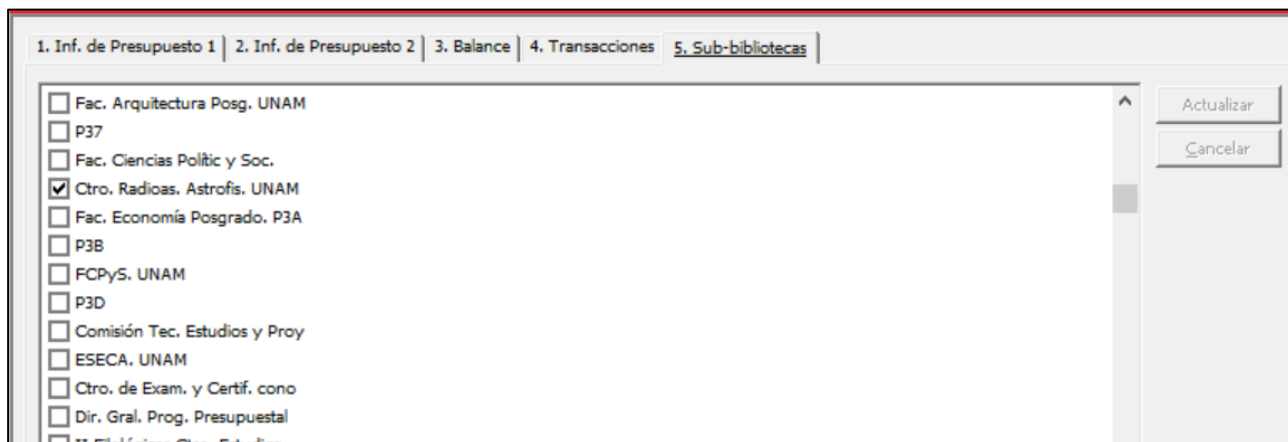 1. Inf. de Presupuesto 1 2. Inf. de Presupuesto 2 3. Balance 4. Transacciones 5. Sub-bibliotecas
Fac. Arquitectura Posg. UNAM
Actualizar
P37
Fac. Ciencias Polític y Soc.
Cancelar
Ctro. Radioas. Astrofis. UNAM
Fac. Economía Posgrado. P3A
P3B
FCPyS. UNAM
P3D
Comisión Tec. Estudios y Proy
ESECA. UNAM
Ctro. de Exam. y Certif. cono
Dir. Gral. Prog. Presupuestal